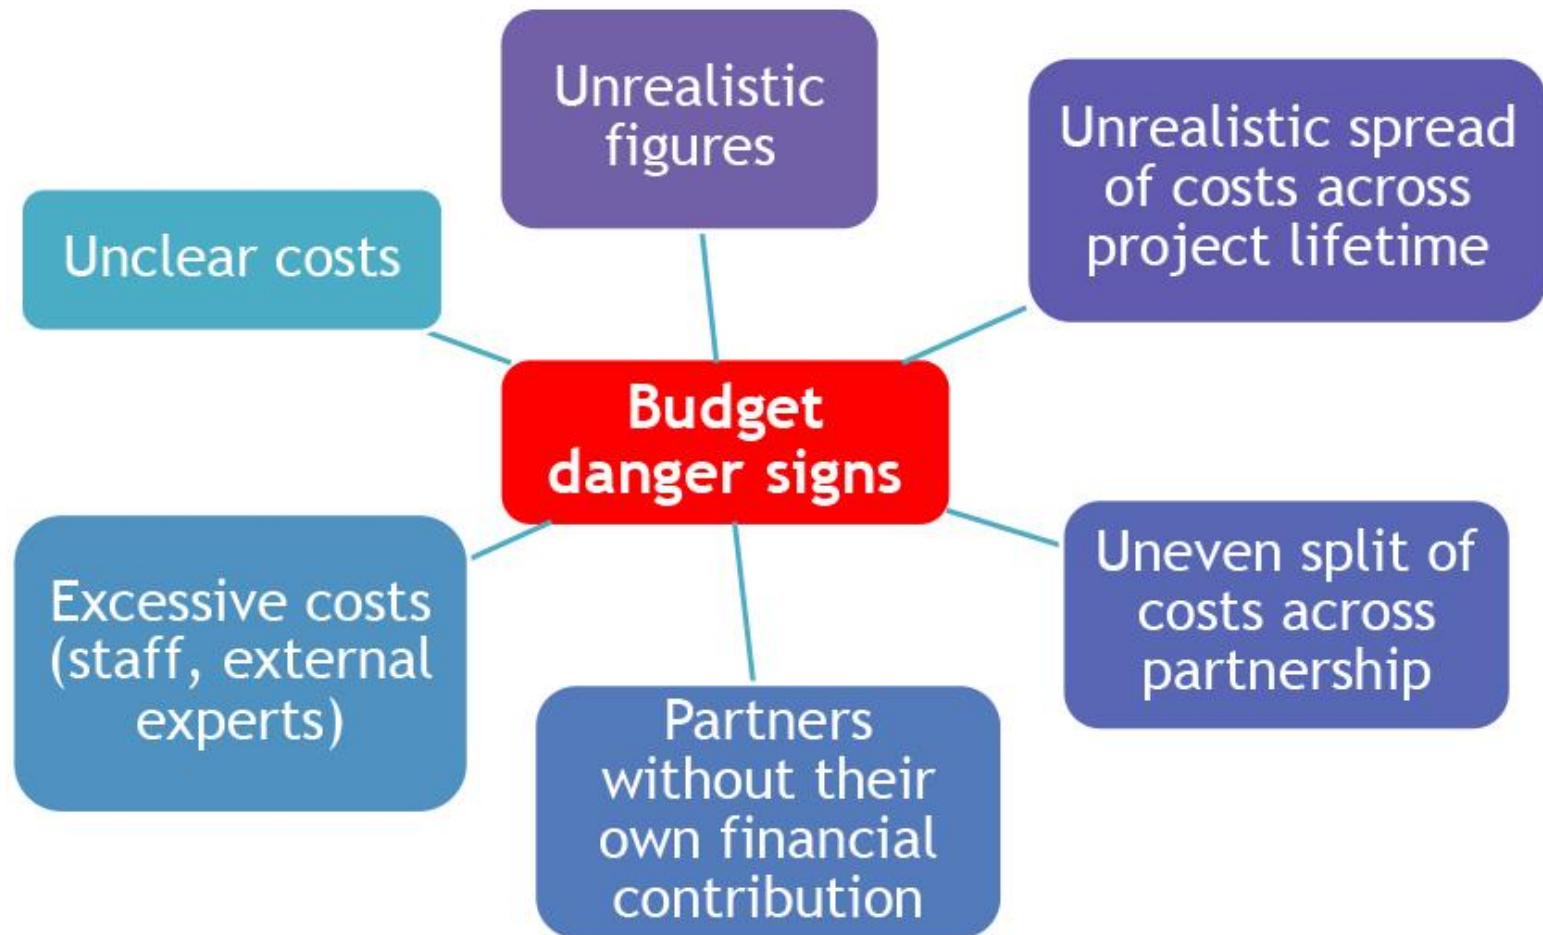 Unrealistic
figures
Unrealistic spread
of costs across
project lifetime
Unclear costs
Budget
danger signs
Uneven split of
costs across
partnership
Excessive costs
(staff, external
experts)
Partners
without their
own financial
contribution